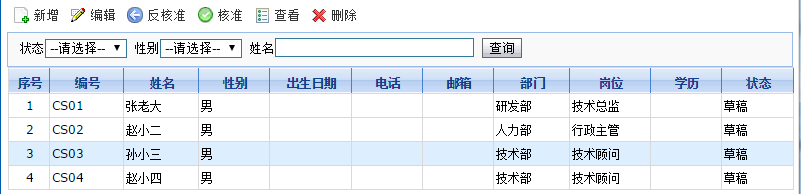 新增 编辑 反核准 核准 查看 删除
状态 --请选择-- 性别 --请选择-- 姓名 查询
序号 编号 姓名 性别 出生日期 电话 邮箱 部门 岗位 学历 状态
1 CS01 张老大 男 研发部 技术总监 草稿
2 CS02 赵小二 男 人力部 行政主管 草稿
3 CS03 孙小三 男 技术部 技术顾问 草稿
4 CS04 赵小四 男 技术部 技术顾问 草稿